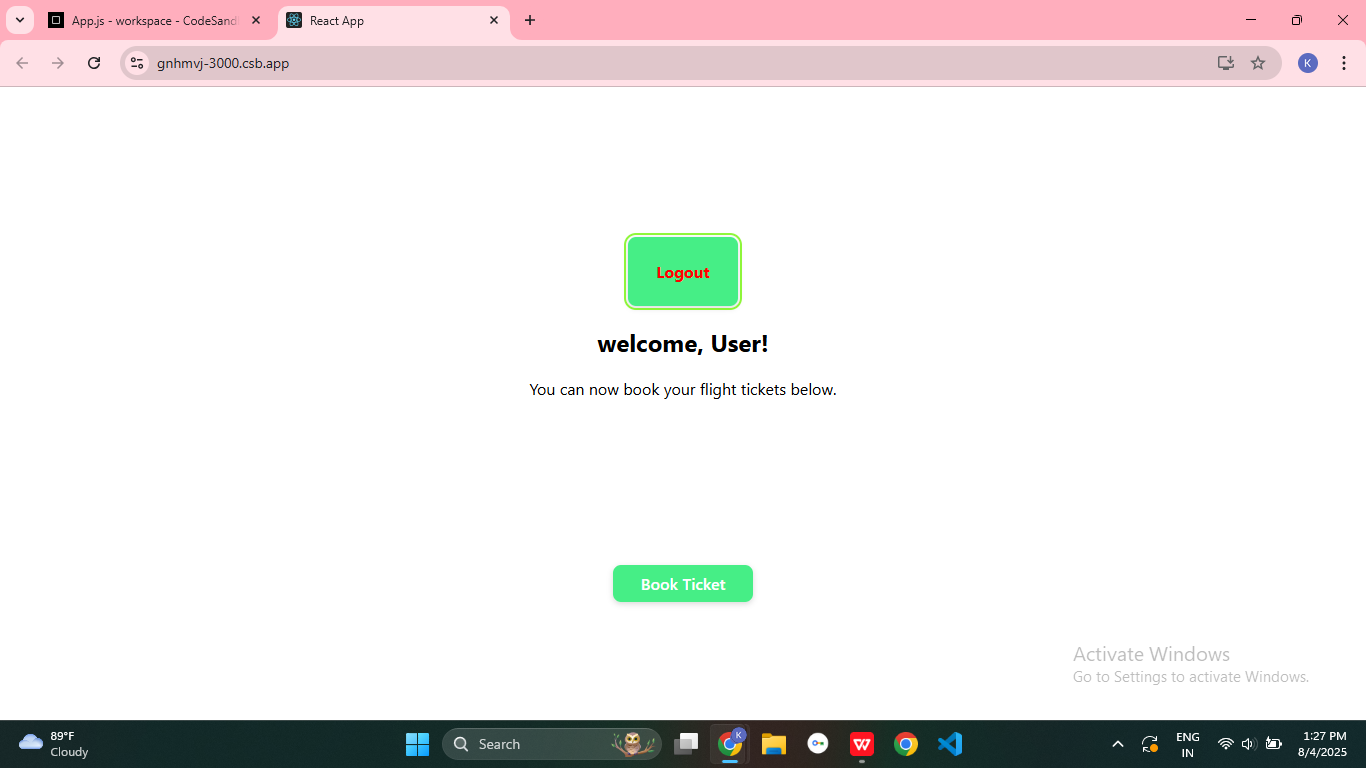 App.js - workspace - CodeSand
React App
gnhmvj-3000.csb.app
K
Logout
welcome, User!
You can now book your flight tickets below.
Book Ticket
Activate Windows
Go to Settings to activate Windows.
89°F
Cloudy
Search
K
W
ENG
IN
1:27 PM
8/4/2025